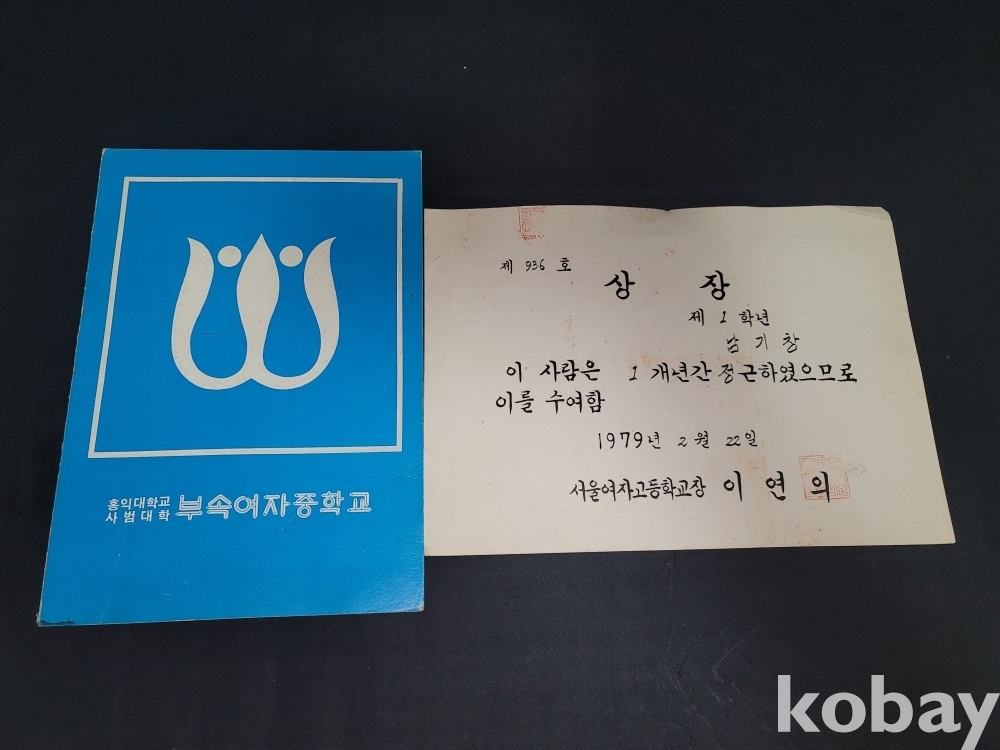 홍익대학교
사범대학 부속여자중학교
제 936 호
상 장
제 1 학년
남기창
이 사람은 1 개년간 정근하였으므로
이를 수여함
1979년 2월 22일
서울여자고등학교장 이연의
kobay